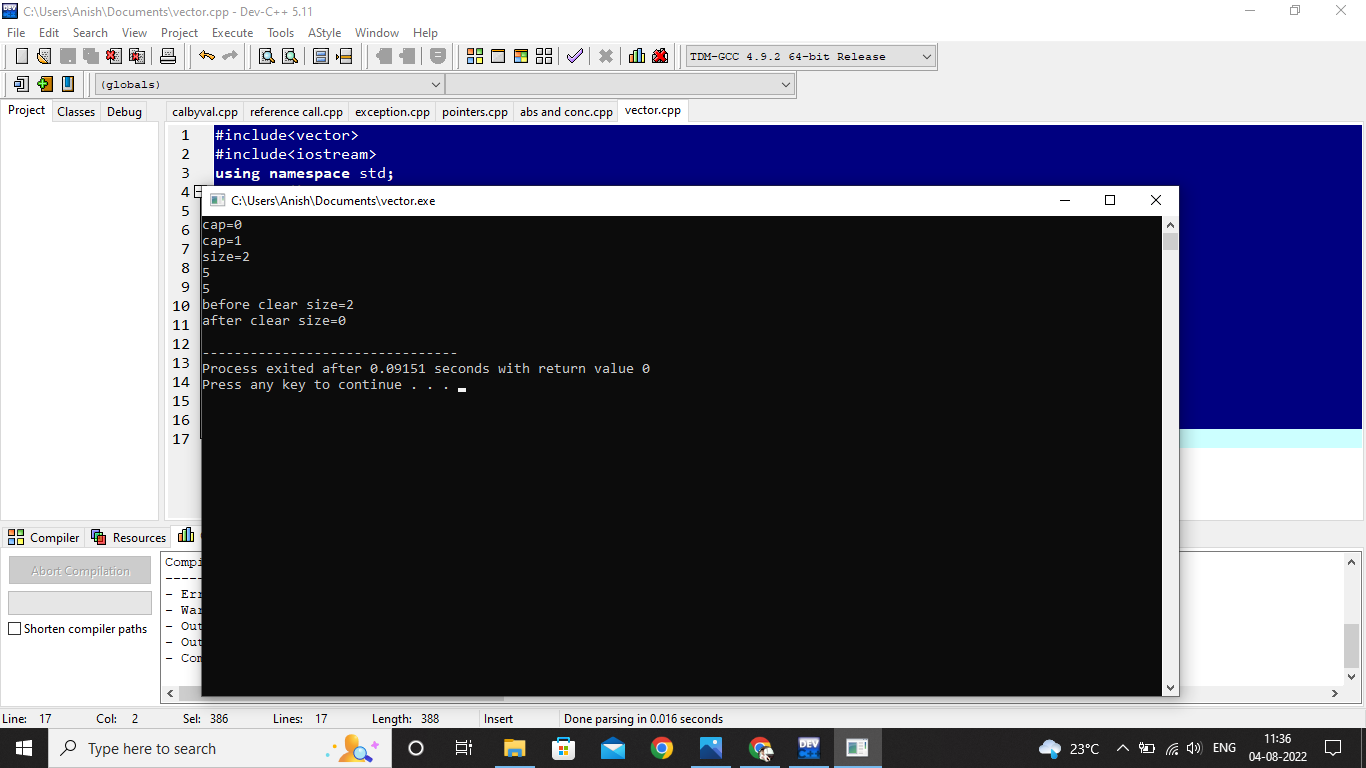 C:\Users\Anish\Documents\vector.cpp - Dev-C++ 5.11
File Edit Search View Project Execute Tools AStyle Window Help
TDM-GCC 4.9.2 64-bit Release
(globals)
Project Classes Debug
calbyval.cpp reference call.cpp exception.cpp pointers.cpp abs and conc.cpp vector.cpp
1 #include<vector>
2 #include<iostream>
3 using namespace std;
4
5
6
7
8
9
10
11
12
13
14
15
16
17
C:\Users\Anish\Documents\vector.exe
cap=0
cap=1
size=2
5
5
before clear size=2
after clear size=0
--------------------------------
Process exited after 0.09151 seconds with return value 0
Press any key to continue . . .
Compiler Resources
Abort Compilation
Shorten compiler paths
Compi
-----
- Err
- War
- Out
- Out
- Com
Line: 17 Col: 2 Sel: 386 Lines: 17 Length: 388 Insert Done parsing in 0.016 seconds
Type here to search
DEV
23°C
ENG
11:36
04-08-2022